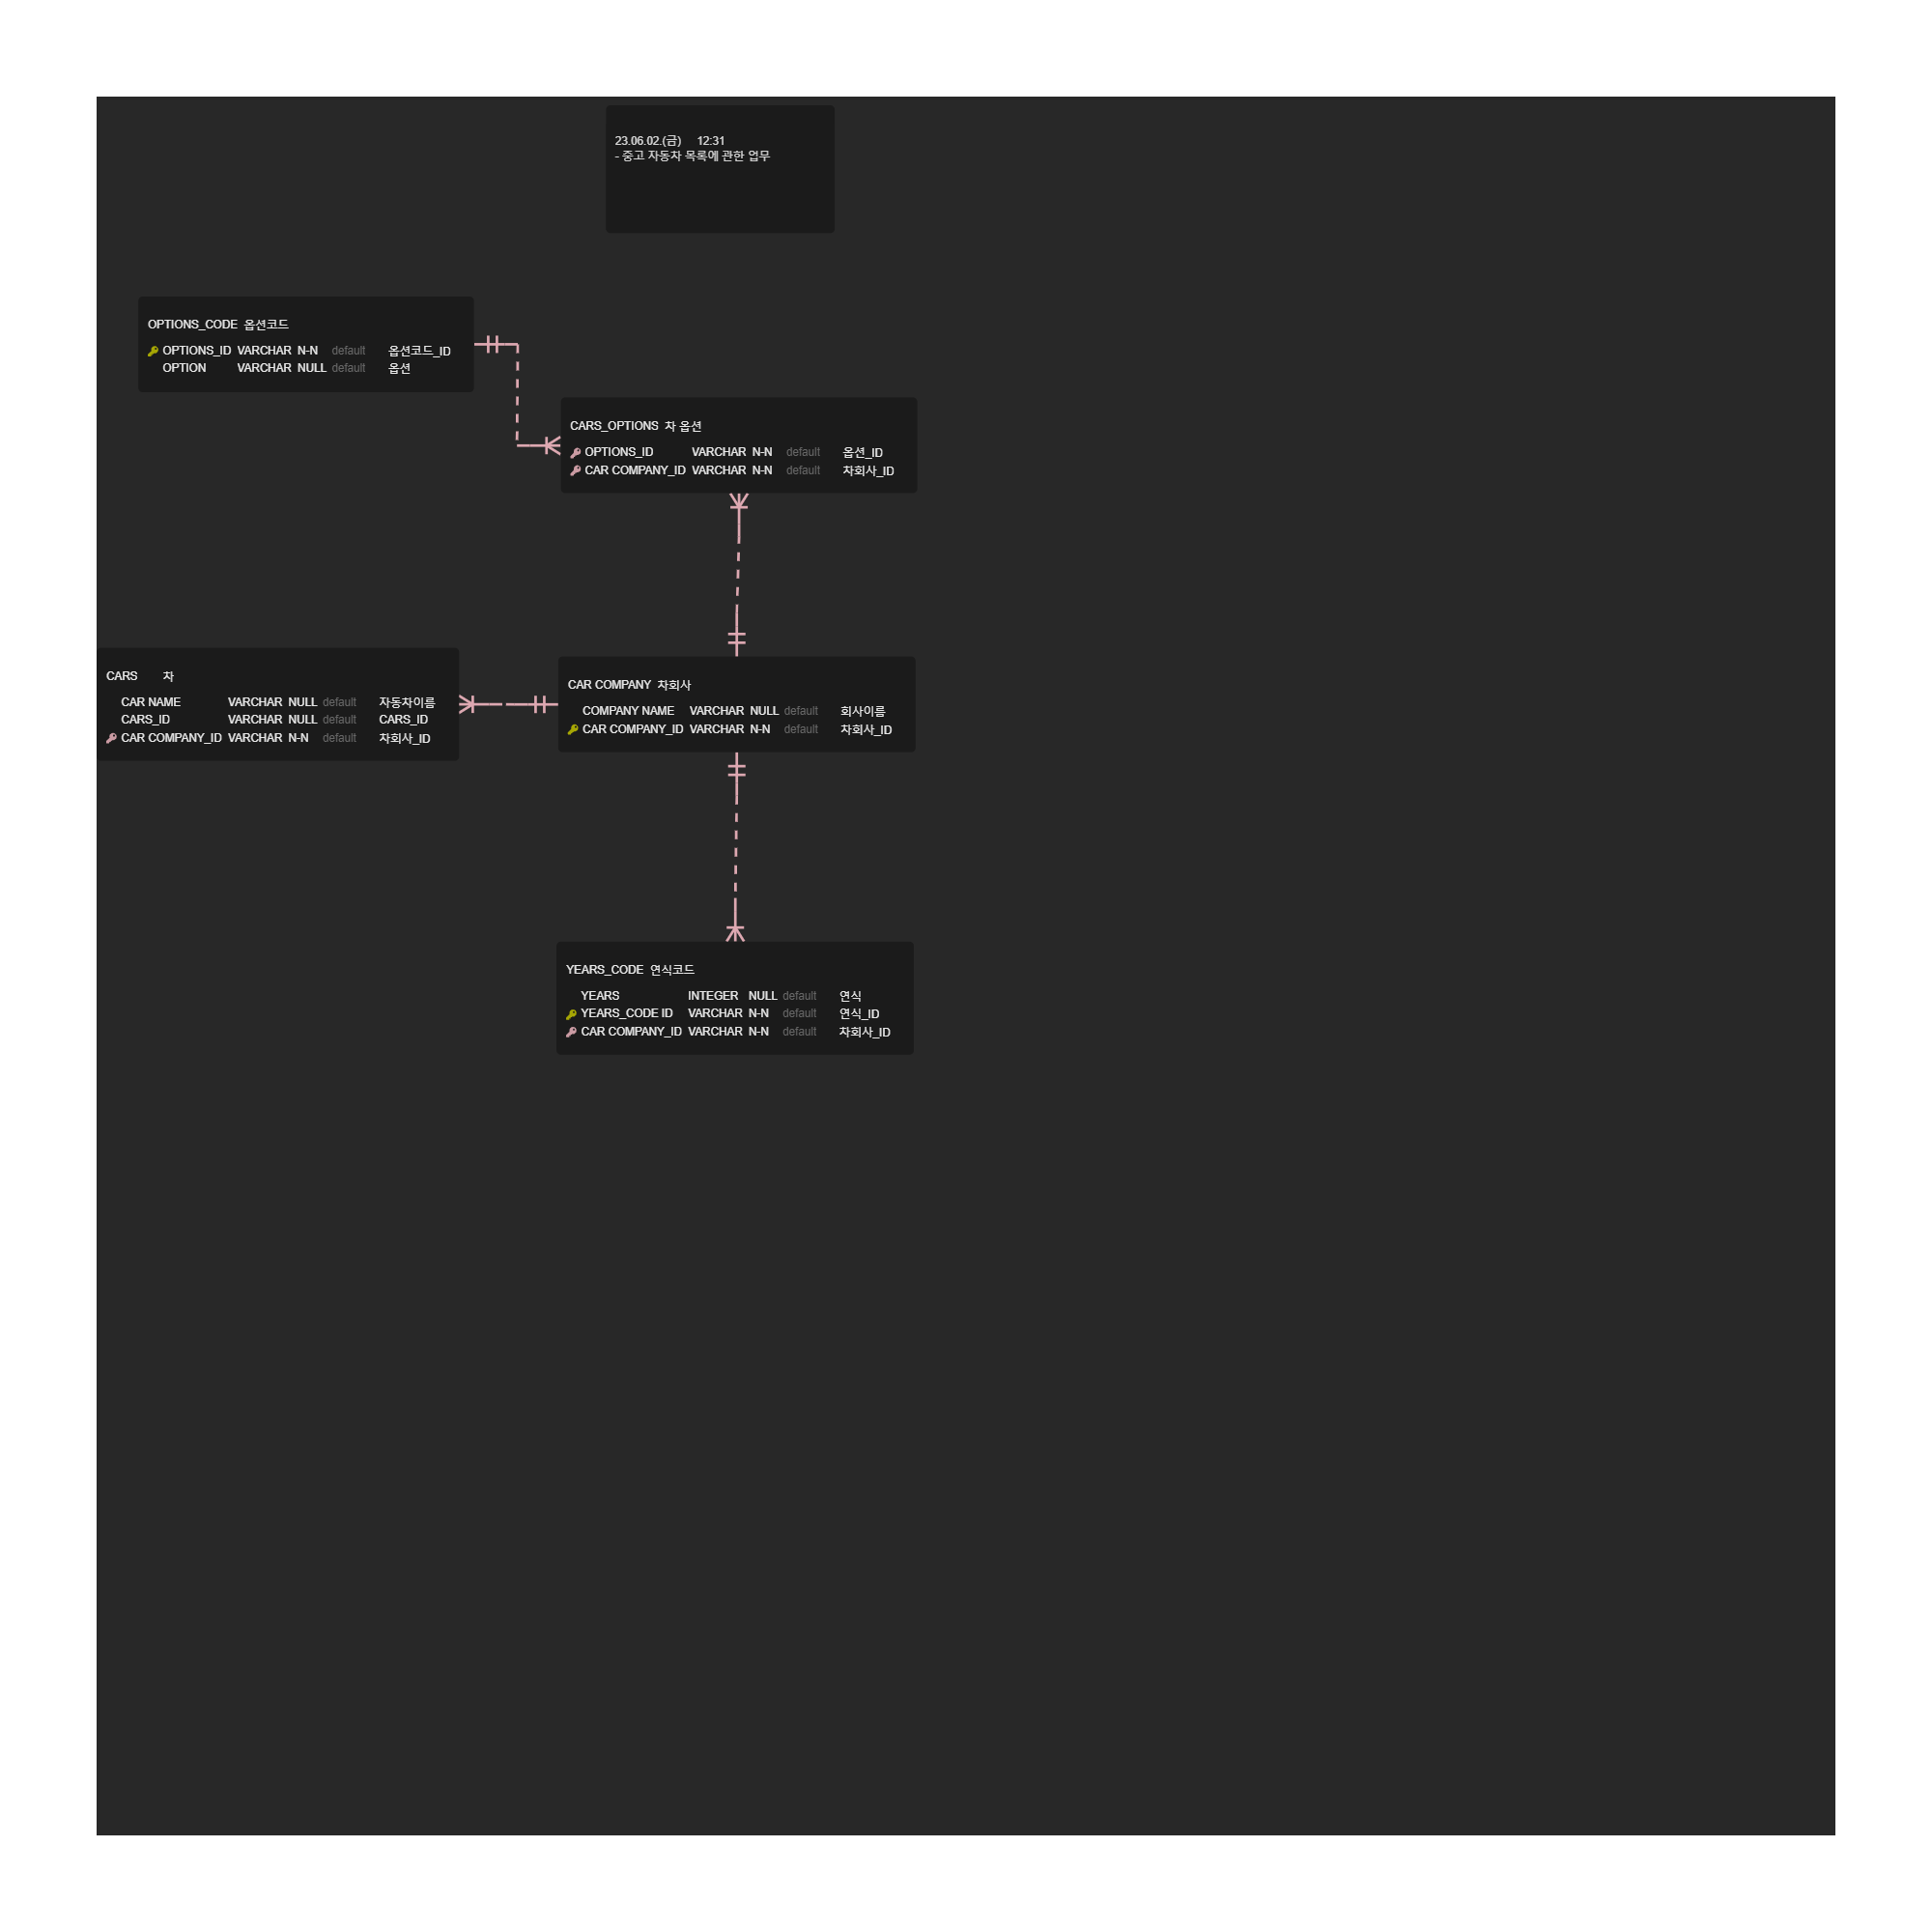 23.06.02.(금) 12:31
- 중고 자동차 목록에 관한 업무
OPTIONS_CODE 옵션코드
OPTIONS_ID VARCHAR N-N default 옵션코드_ID
OPTION VARCHAR NULL default 옵션
CARS_OPTIONS 차 옵션
OPTIONS_ID VARCHAR N-N default 옵션_ID
CAR COMPANY_ID VARCHAR N-N default 차회사_ID
CARS 차
CAR NAME VARCHAR NULL default 자동차이름
CARS_ID VARCHAR NULL default CARS_ID
CAR COMPANY_ID VARCHAR N-N default 차회사_ID
CAR COMPANY 차회사
COMPANY NAME VARCHAR NULL default 회사이름
CAR COMPANY_ID VARCHAR N-N default 차회사_ID
YEARS_CODE 연식코드
YEARS INTEGER NULL default 연식
YEARS_CODE ID VARCHAR N-N default 연식_ID
CAR COMPANY_ID VARCHAR N-N default 차회사_ID